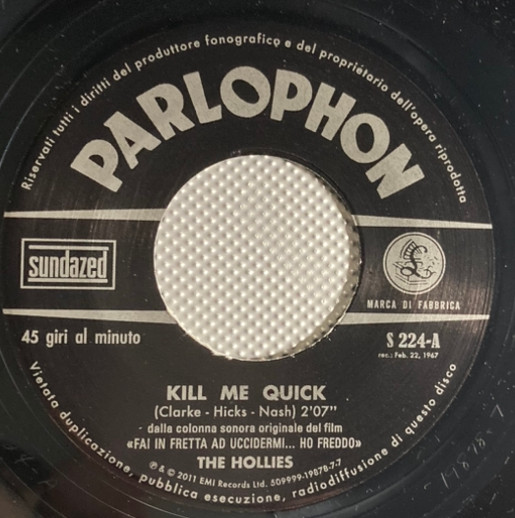 Riservati tutti i diritti del produttore fonografico e del proprietario dell'opera riprodotta
PARLOPHON
sundazed
£
MARCA DI FABBRICA
45 giri al minuto
S 224-A
rec.: Feb. 22, 1967
KILL ME QUICK
(Clarke - Hicks - Nash) 2'07"
dalla colonna sonora originale del film
«FAI IN FRETTA AD UCCIDERMI... HO FREDDO»
THE HOLLIES
℗ & © 2011 EMI Records Ltd. 509999-19878-7-7
Vietata duplicazione, pubblica esecuzione, radiodiffusione di questo disco